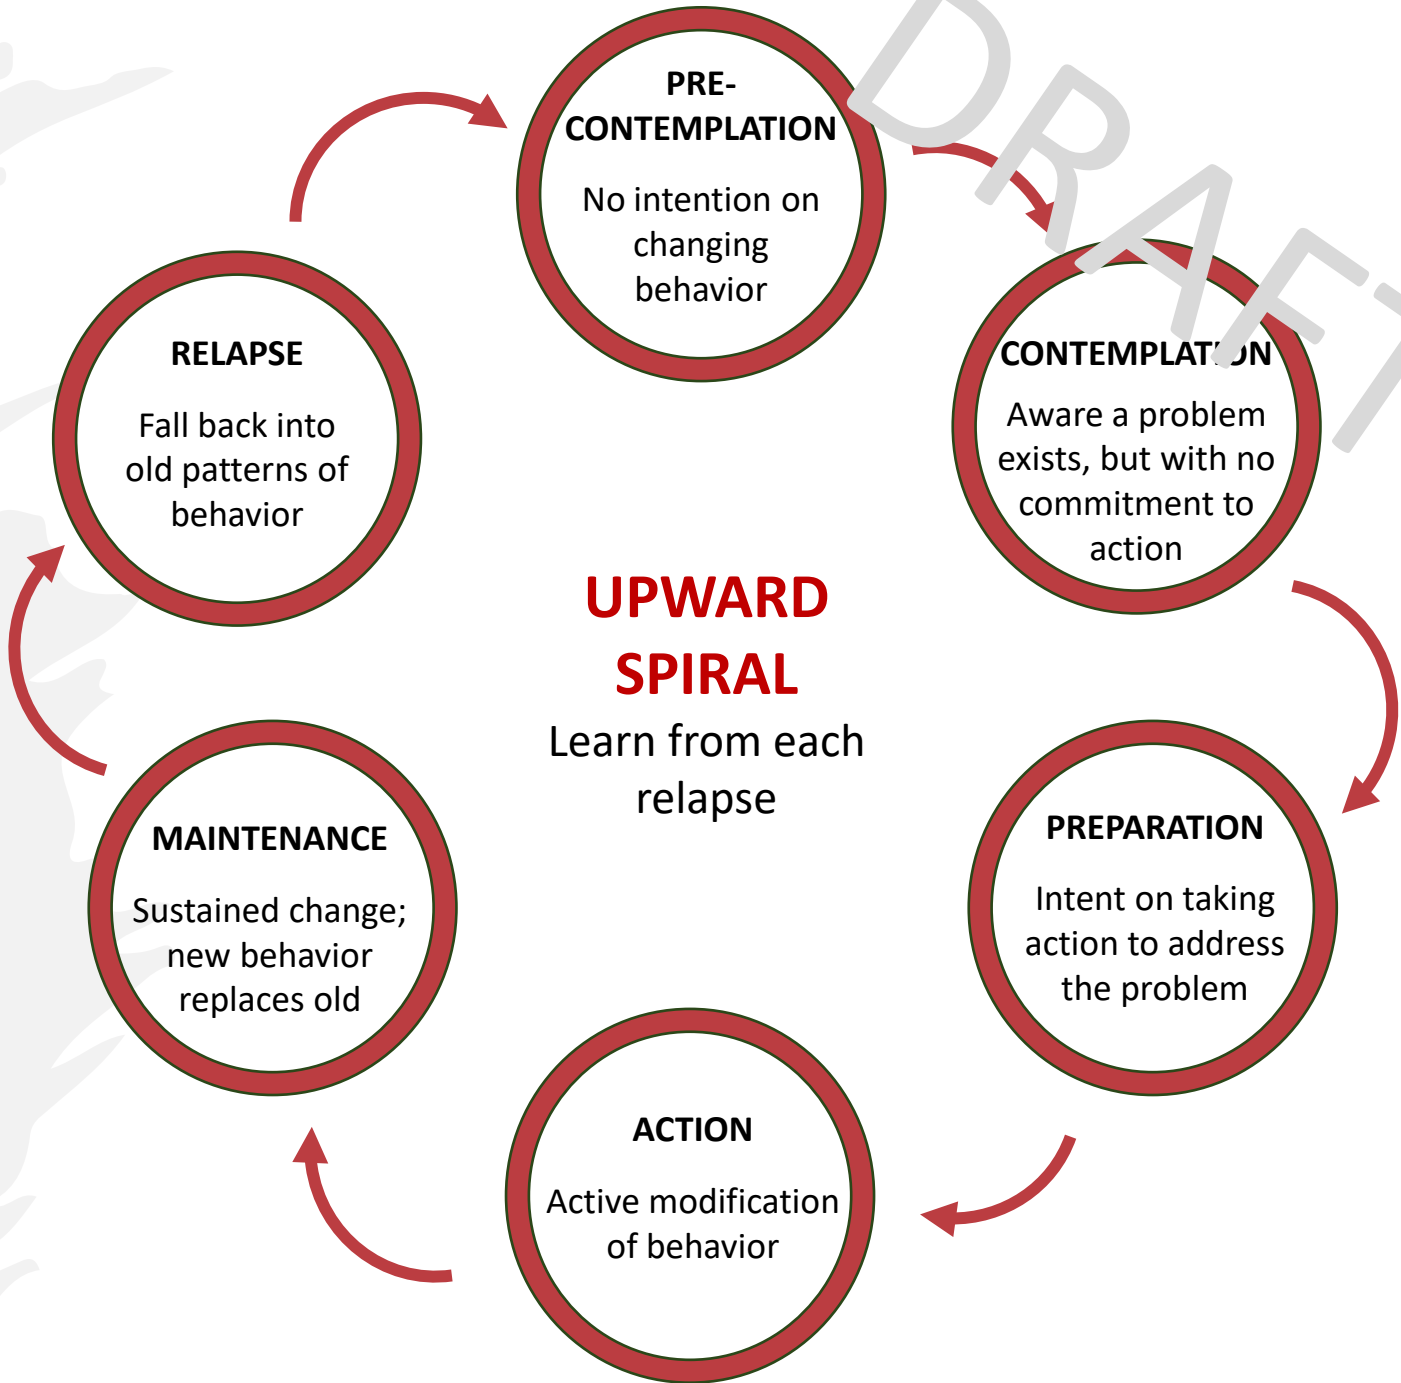 PRE-
CONTEMPLATION
No intention on
changing
behavior
DRAFT
CONTEMPLATION
Aware a problem
exists, but with no
commitment to
action
PREPARATION
Intent on taking
action to address
the problem
ACTION
Active modification
of behavior
MAINTENANCE
Sustained change;
new behavior
replaces old
RELAPSE
Fall back into
old patterns of
behavior
UPWARD
SPIRAL
Learn from each
relapse